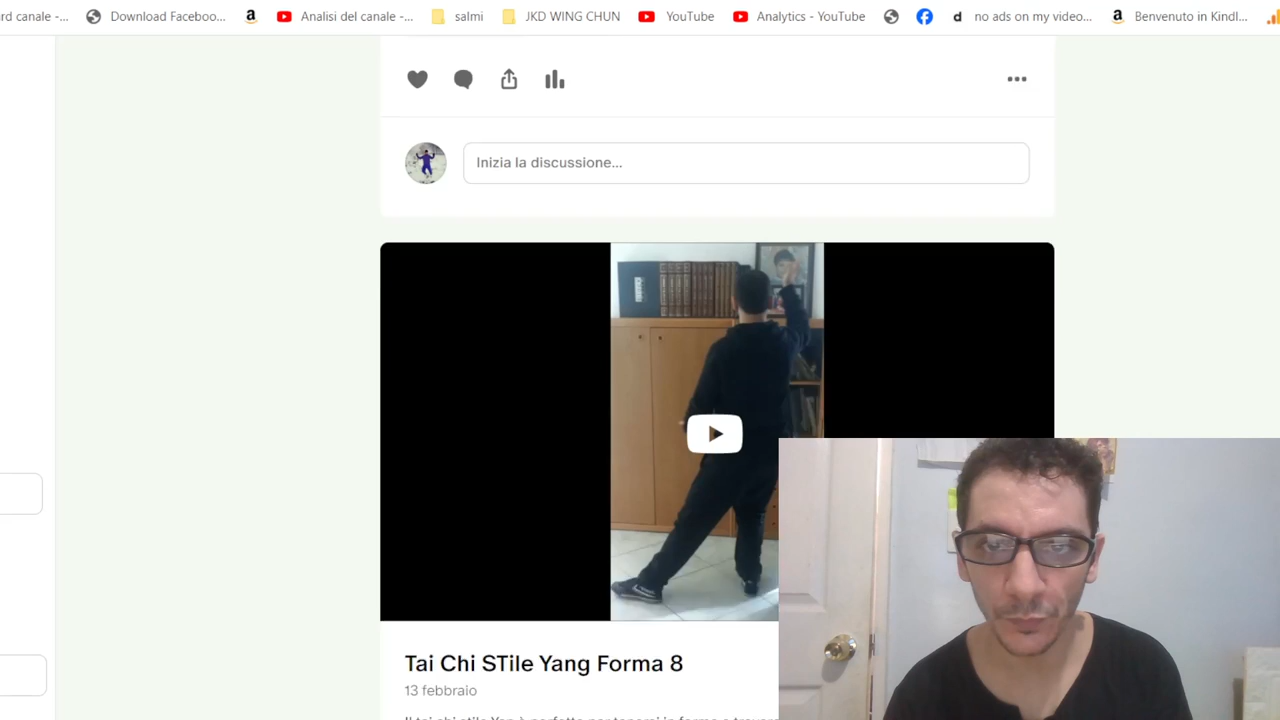 rd canale -...
Download Faceboo...
Analisi del canale -...
salmi
JKD WING CHUN
YouTube
Analytics - YouTube
no ads on my video...
Benvenuto in Kindl...
Inizia la discussione...
Tai Chi STile Yang Forma 8
13 febbraio